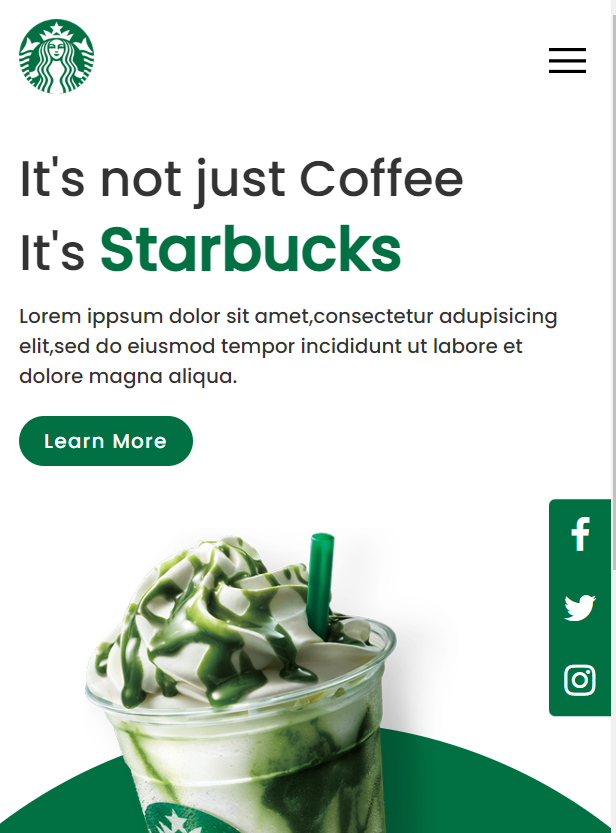 It's not just Coffee
It's Starbucks
Lorem ippsum dolor sit amet,consectetur adupisicing
elit,sed do eiusmod tempor incididunt ut labore et
dolore magna aliqua.
Learn More